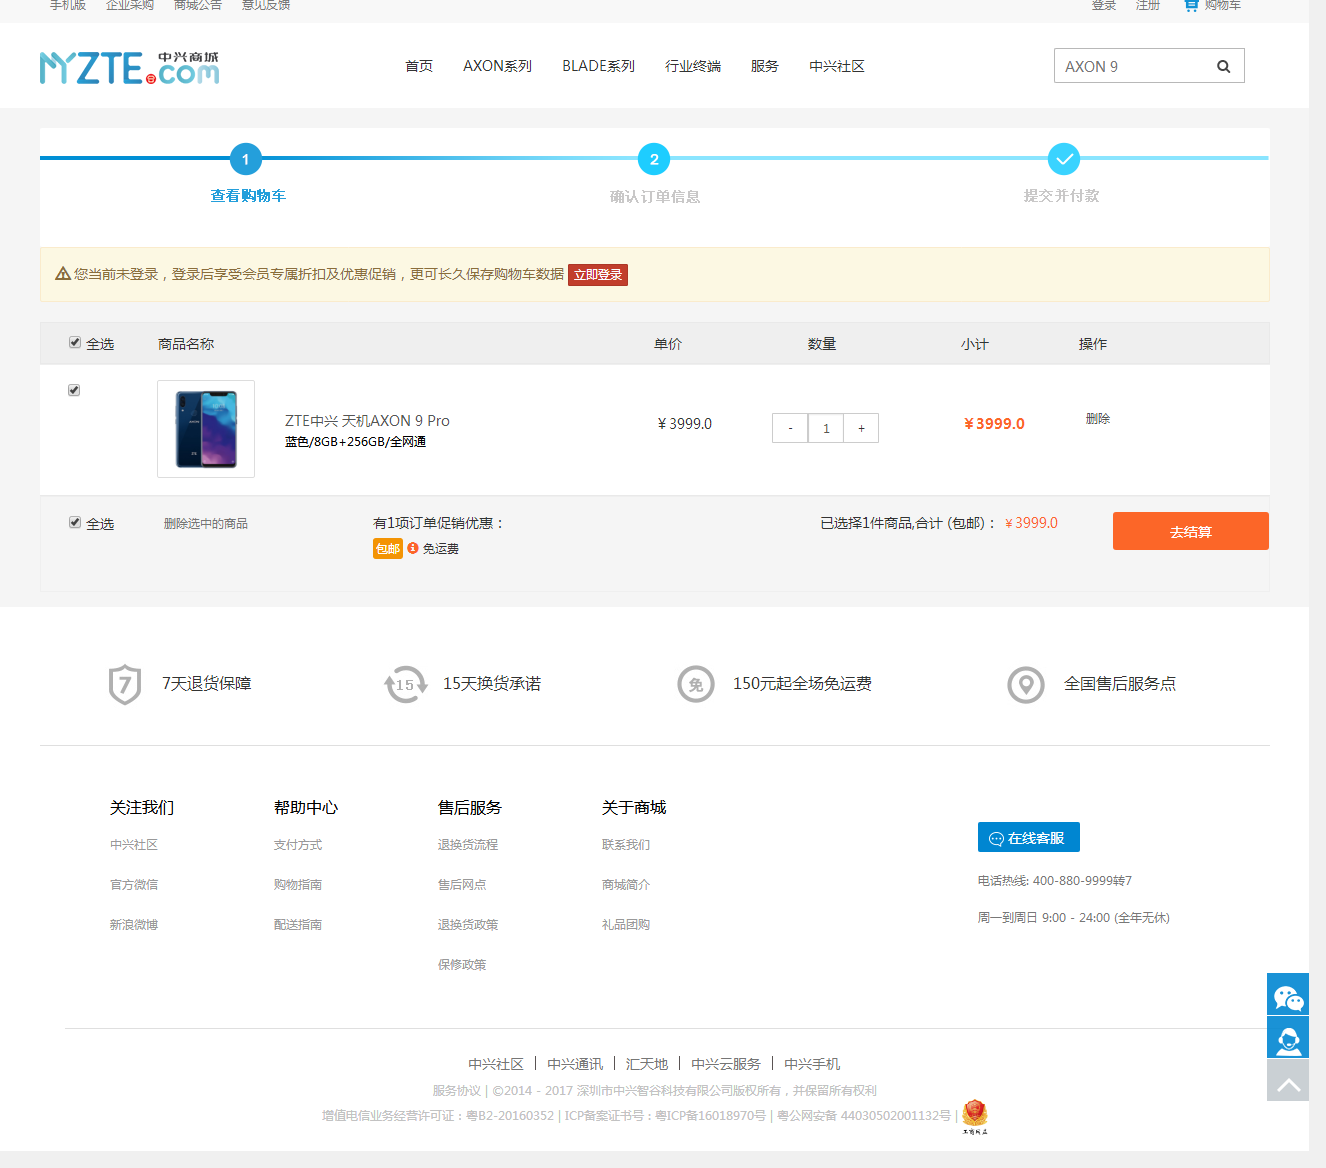 手机版 企业采购 商城公告 意见反馈 登录 注册 购物车
MYZTE.com 中兴商城
首页 AXON系列 BLADE系列 行业终端 服务 中兴社区 AXON 9
1 2
查看购物车 确认订单信息 提交并付款
您当前未登录，登录后享受会员专属折扣及优惠促销，更可长久保存购物车数据 立即登录
全选 商品名称 单价 数量 小计 操作
ZTE中兴 天机AXON 9 Pro
蓝色/8GB+256GB/全网通
¥3999.0 - 1 + ¥3999.0 删除
全选 删除选中的商品 有1项订单促销优惠： 已选择1件商品,合计 (包邮)： ¥3999.0 去结算
包邮 免运费
7 7天退货保障 15 15天换货承诺 免 150元起全场免运费 全国售后服务点
关注我们 帮助中心 售后服务 关于商城
中兴社区 支付方式 退换货流程 联系我们
官方微信 购物指南 售后网点 商城简介
新浪微博 配送指南 退换货政策 礼品团购
保修政策
在线客服
电话热线: 400-880-9999转7
周一到周日 9:00 - 24:00 (全年无休)
中兴社区 | 中兴通讯 | 汇天地 | 中兴云服务 | 中兴手机
服务协议 | ©2014 - 2017 深圳市中兴智谷科技有限公司版权所有，并保留所有权利
增值电信业务经营许可证：粤B2-20160352 | ICP备案证书号：粤ICP备16018970号 | 粤公网安备 44030502001132号 |